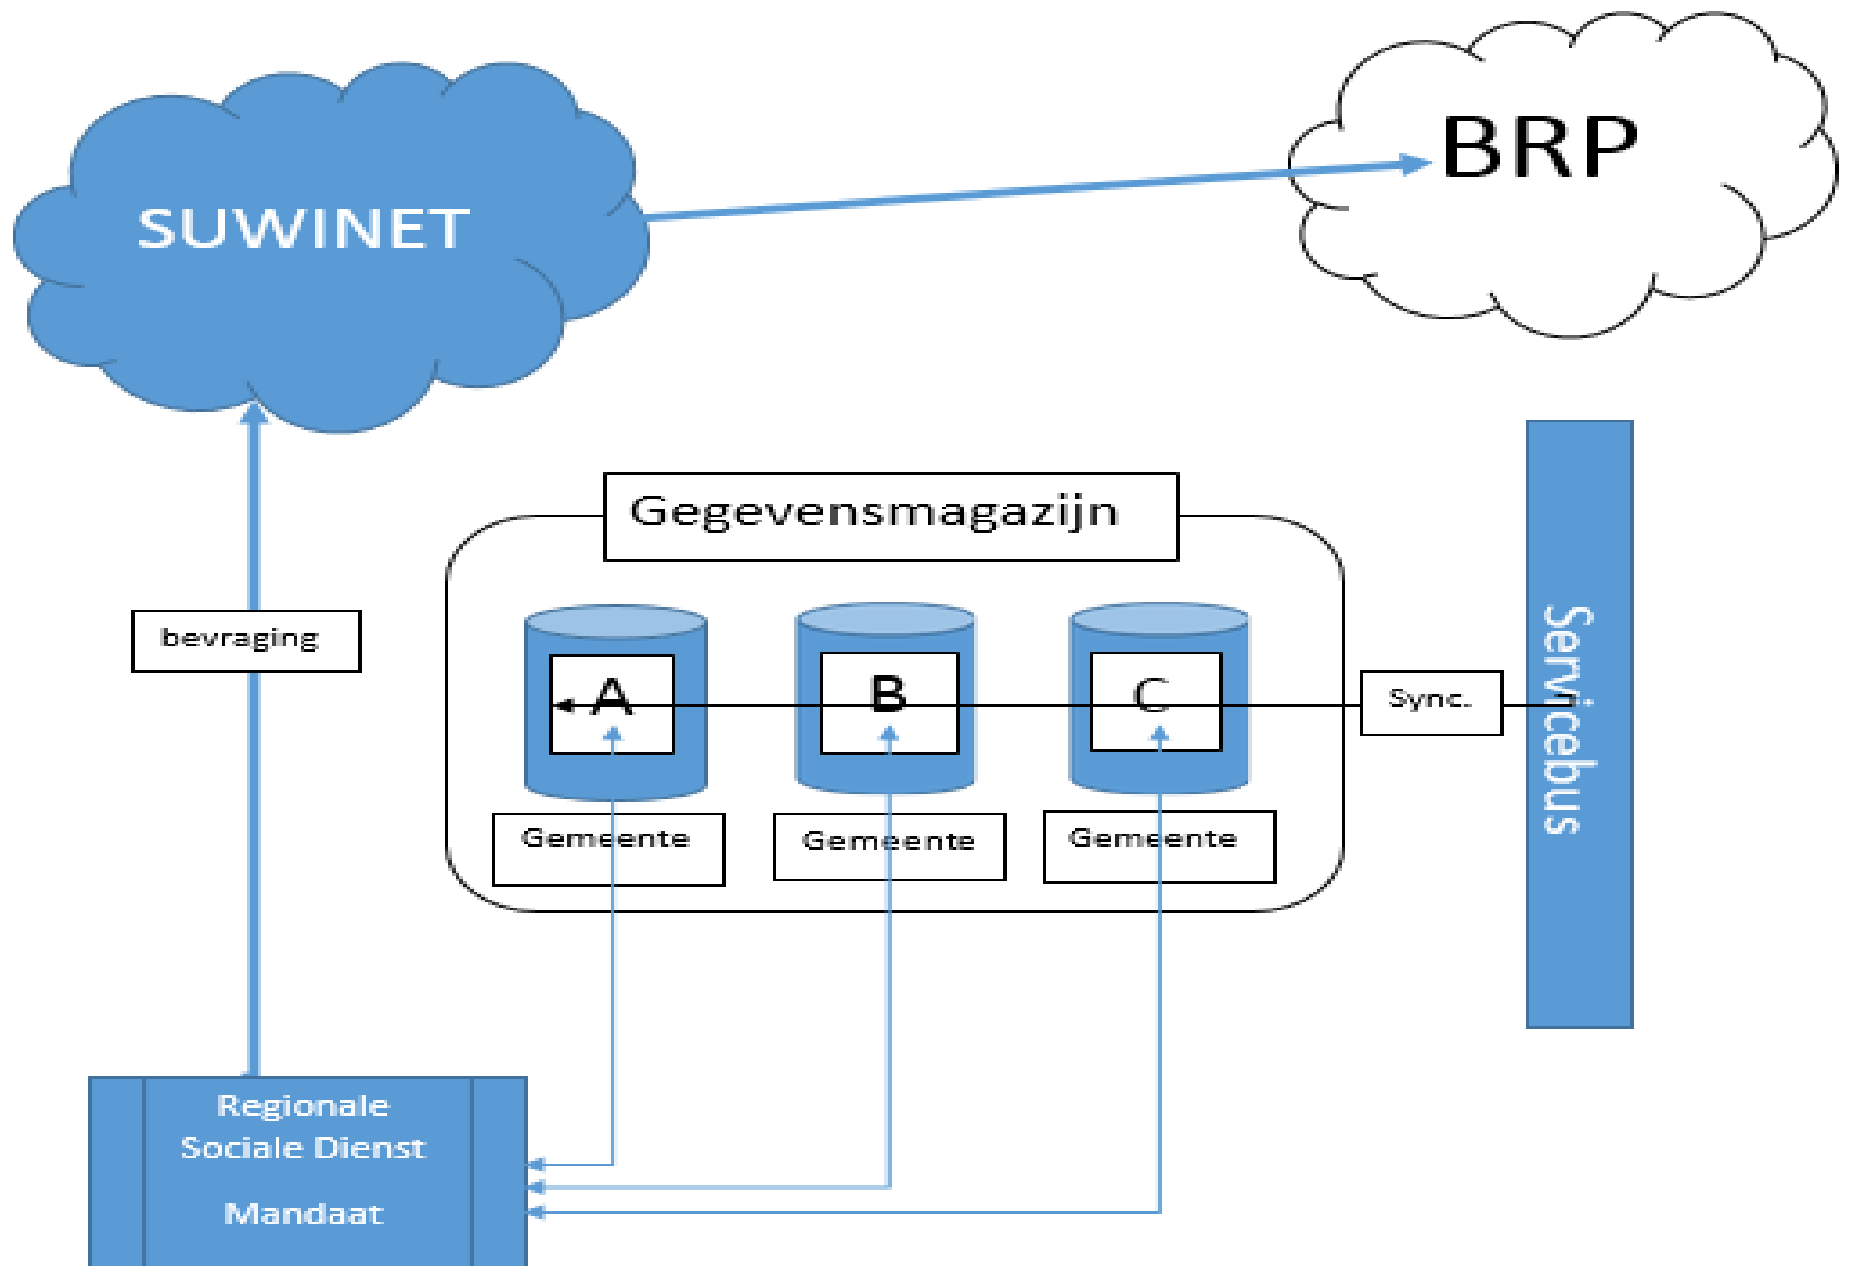 SUWINET
BRP
Gegevensmagazijn
bevraging
A
B
C
Sync.
Servicebus
Gemeente
Gemeente
Gemeente
Regionale
Sociale Dienst
Mandaat